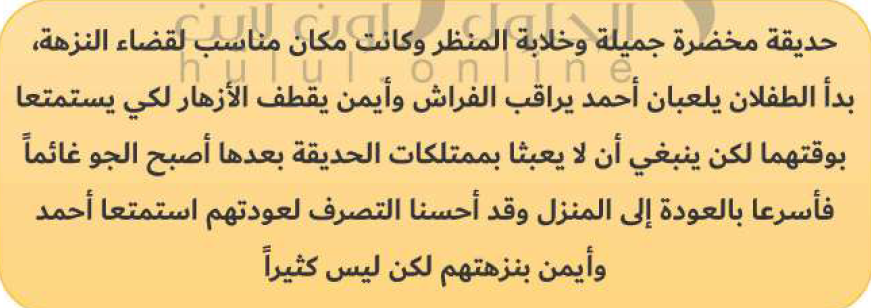 الحلول اون لاين
hulul.online
حديقة مخضرة جميلة وخلابة المنظر وكانت مكان مناسب لقضاء النزهة،
بدأ الطفلان يلعبان أحمد يراقب الفراش وأيمن يقطف الأزهار لكي يستمتعا
بوقتهما لكن ينبغي أن لا يعبثا بممتلكات الحديقة بعدها أصبح الجو غائماً
فأسرعا بالعودة إلى المنزل وقد أحسنا التصرف لعودتهم استمتعا أحمد
وأيمن بنزهتهم لكن ليس كثيراً